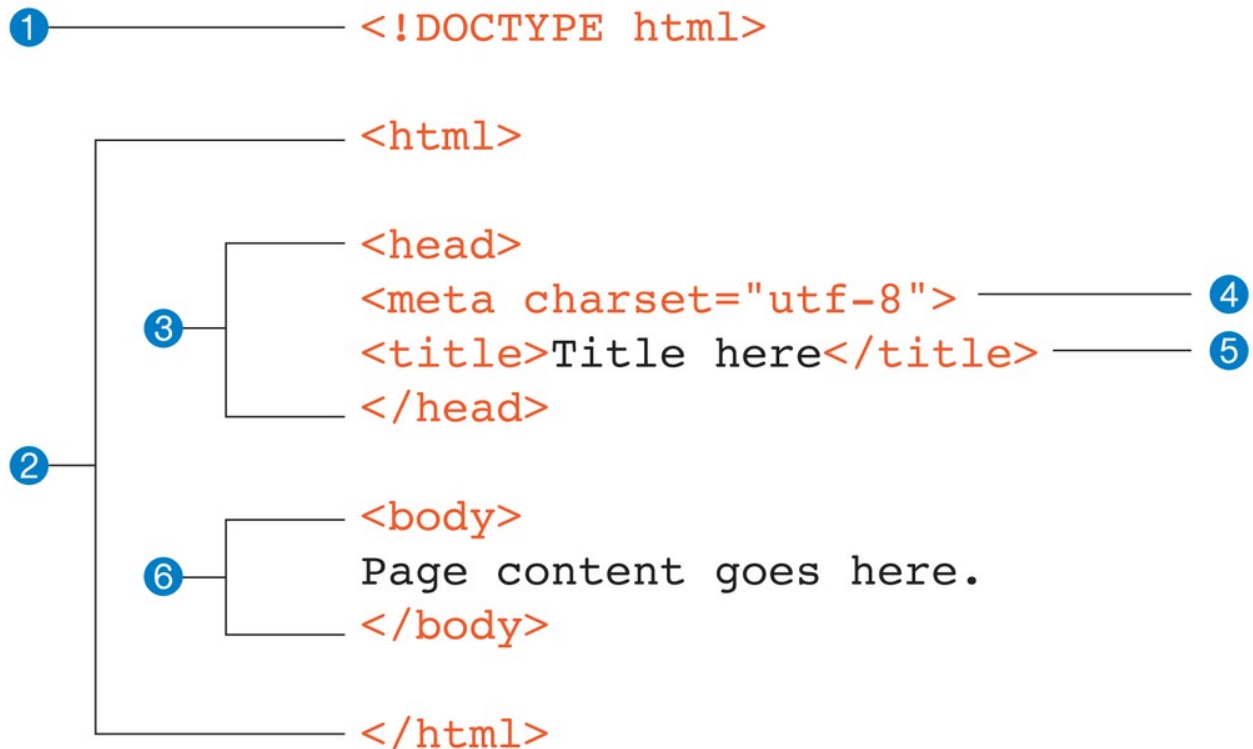 1 <!DOCTYPE html>
<html>
<head>
<meta charset="utf-8"> 4
3
<title>Title here</title> 5
</head>
2
<body>
6 Page content goes here.
</body>
</html>